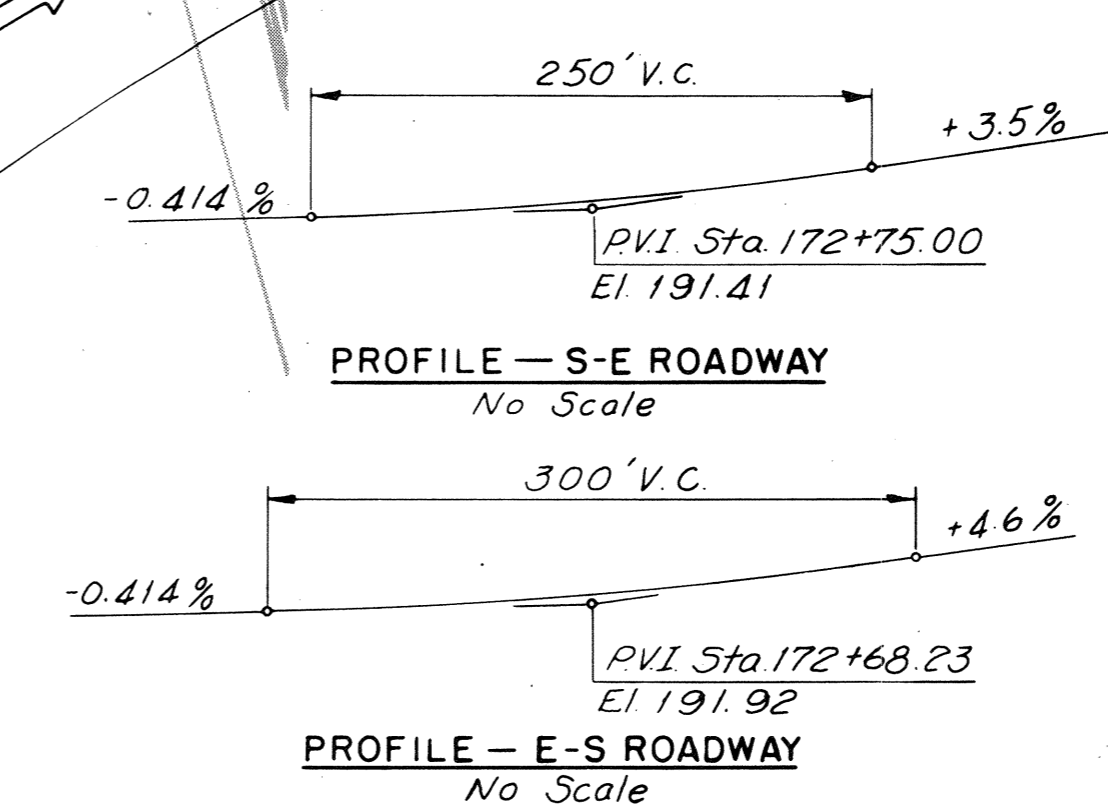 250' V.C.
+3.5%
-0.414%
P.V.I. Sta. 172+75.00
El. 191.41
PROFILE — S-E ROADWAY
No Scale
300' V.C.
+4.6%
-0.414%
P.V.I. Sta. 172+68.23
El. 191.92
PROFILE — E-S ROADWAY
No Scale